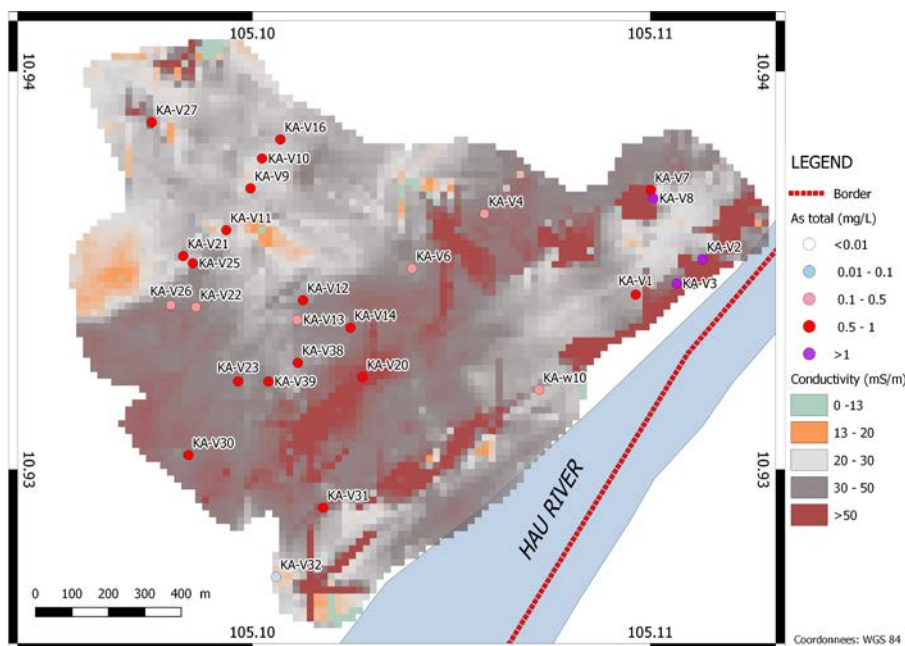 105.10
105.11
10.94
10.94
KA-V27
KA-V16
KA-V10
KA-V9
KA-V7
KA-V8
KA-V4
KA-V11
KA-V21
KA-V25
KA-V6
KA-V2
KA-V3
KA-V1
KA-V26
KA-V22
KA-V12
KA-V13
KA-V14
KA-V38
KA-V23
KA-V39
KA-V20
KA-w10
KA-V30
10.93
10.93
KA-V31
KA-V32
HAU RIVER
0 100 200 300 400 m
105.10
105.11
LEGEND
Border
As total (mg/L)
<0.01
0.01 - 0.1
0.1 - 0.5
0.5 - 1
>1
Conductivity (mS/m)
0 -13
13 - 20
20 - 30
30 - 50
>50
Coordonnees: WGS 84